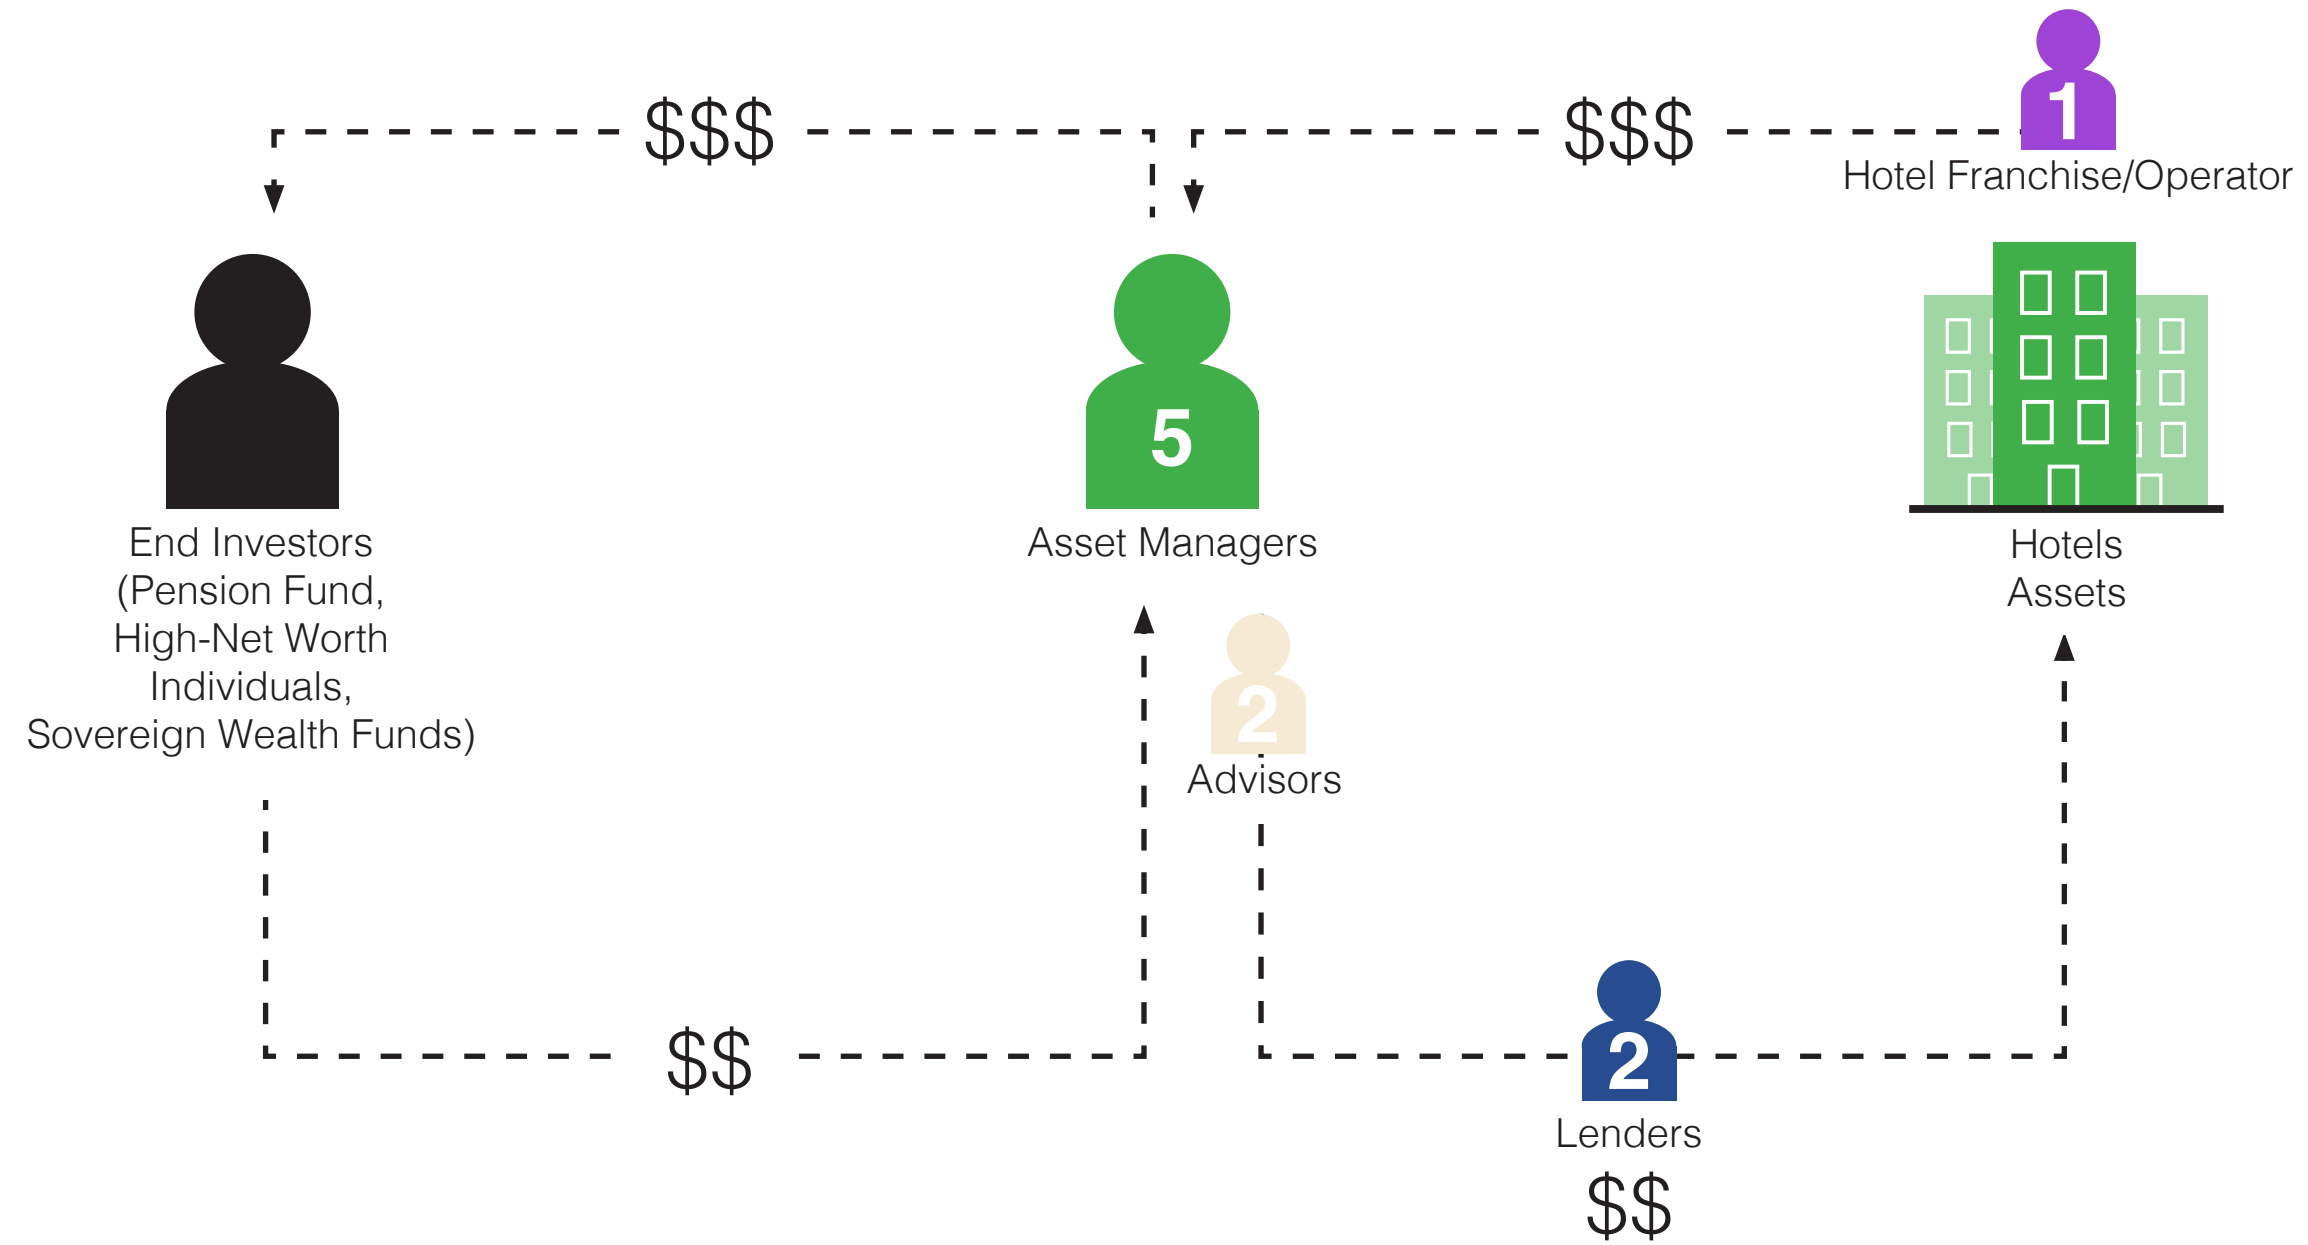 $$$
$$$
1
Hotel Franchise/Operator
5
End Investors
(Pension Fund,
High-Net Worth
Individuals,
Sovereign Wealth Funds)
Asset Managers
Hotels
Assets
2
Advisors
$$
2
Lenders
$$